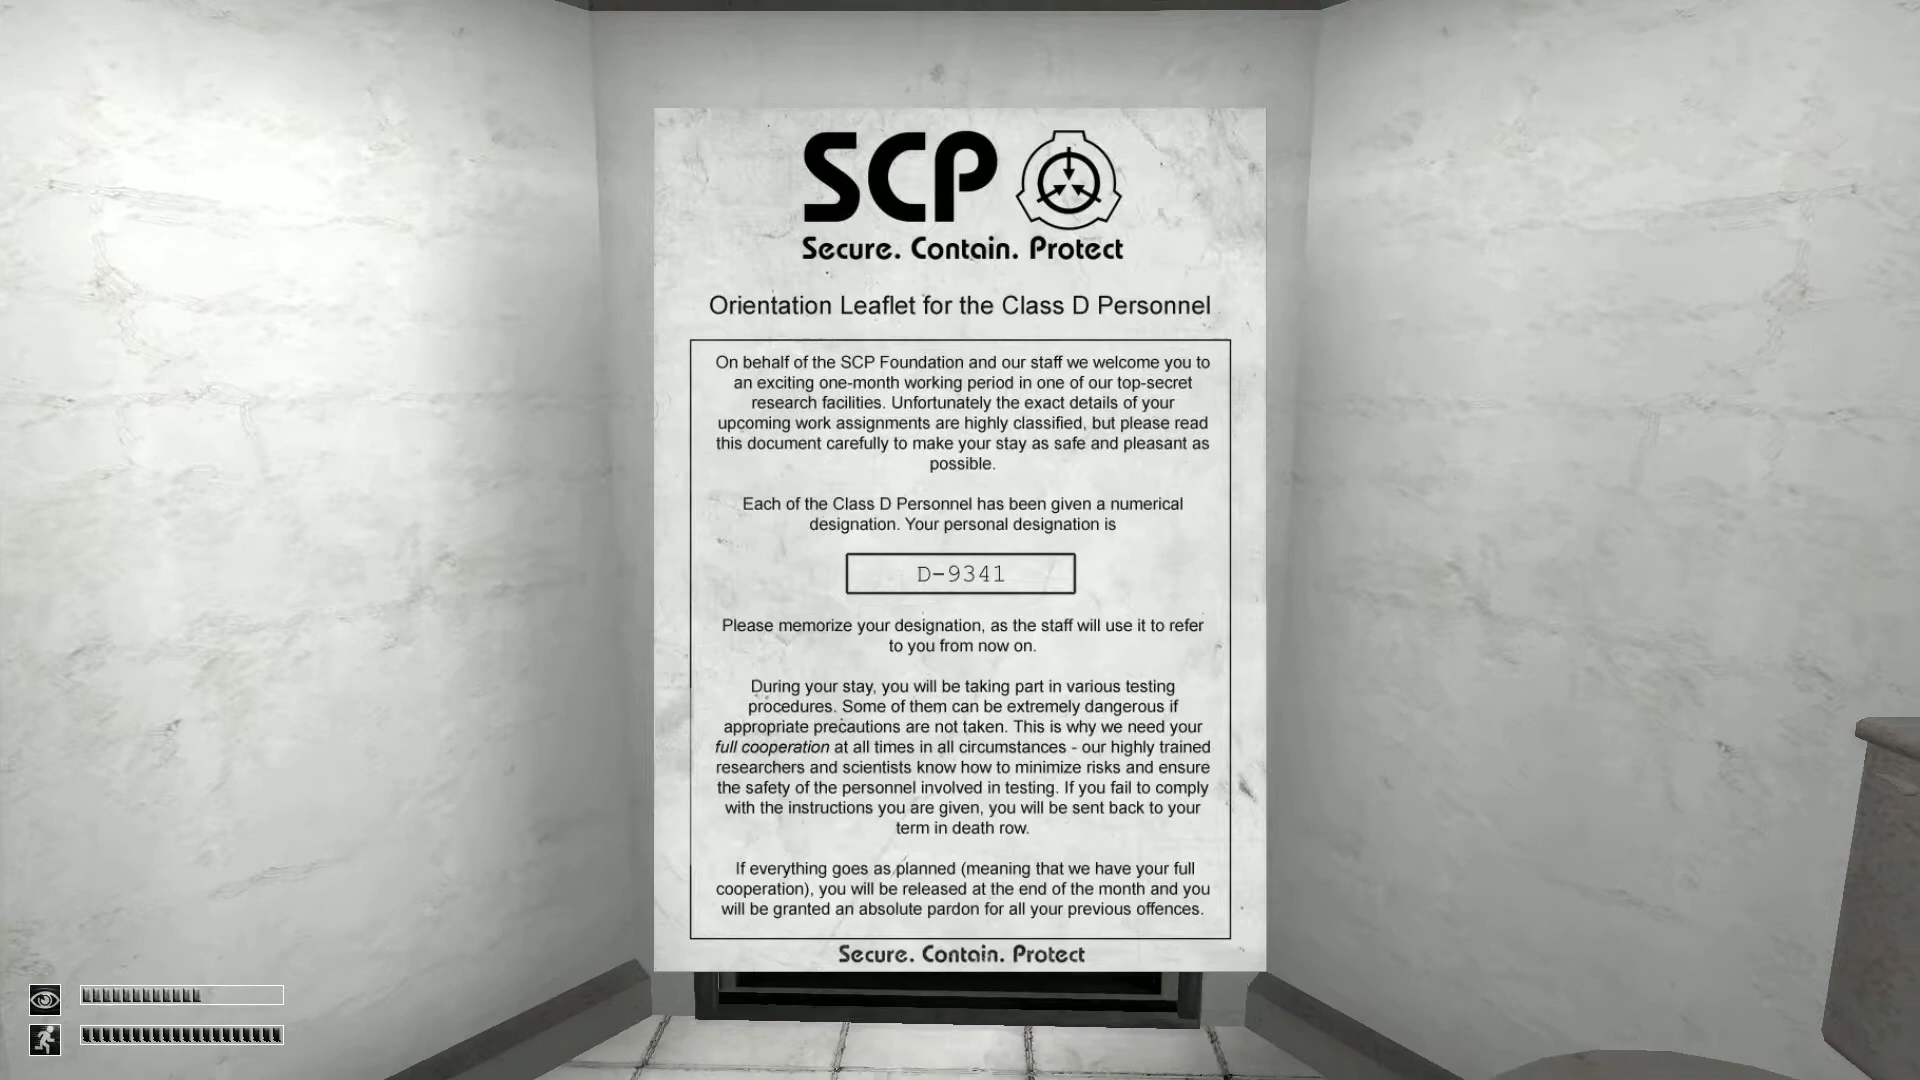 SCP
Secure. Contain. Protect
Orientation Leaflet for the Class D Personnel
On behalf of the SCP Foundation and our staff we welcome you to
an exciting one-month working period in one of our top-secret
research facilities. Unfortunately the exact details of your
upcoming work assignments are highly classified, but please read
this document carefully to make your stay as safe and pleasant as
possible.
Each of the Class D Personnel has been given a numerical
designation. Your personal designation is
D-9341
Please memorize your designation, as the staff will use it to refer
to you from now on.
During your stay, you will be taking part in various testing
procedures. Some of them can be extremely dangerous if
appropriate precautions are not taken. This is why we need your
full cooperation at all times in all circumstances - our highly trained
researchers and scientists know how to minimize risks and ensure
the safety of the personnel involved in testing. If you fail to comply
with the instructions you are given, you will be sent back to your
term in death row.
If everything goes as planned (meaning that we have your full
cooperation), you will be released at the end of the month and you
will be granted an absolute pardon for all your previous offences.
Secure. Contain. Protect